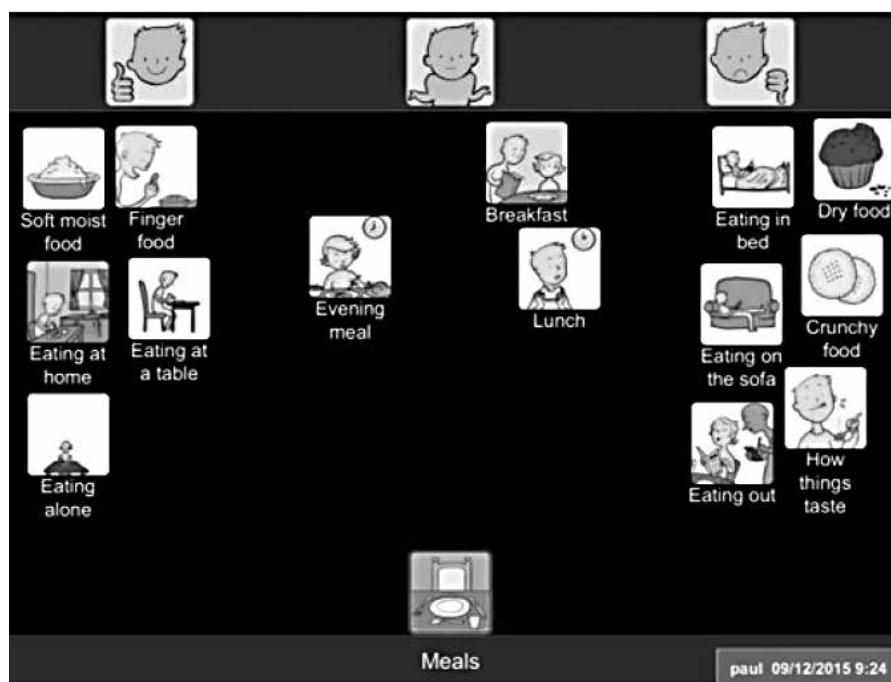 Soft moist
food
Finger
food
Breakfast
Eating in
bed
Dry food
Evening
meal
Lunch
Eating at
home
Eating at
a table
Eating on
the sofa
Crunchy
food
Eating
alone
Eating out
How
things
taste
Meals
paul 09/12/2015 9:24